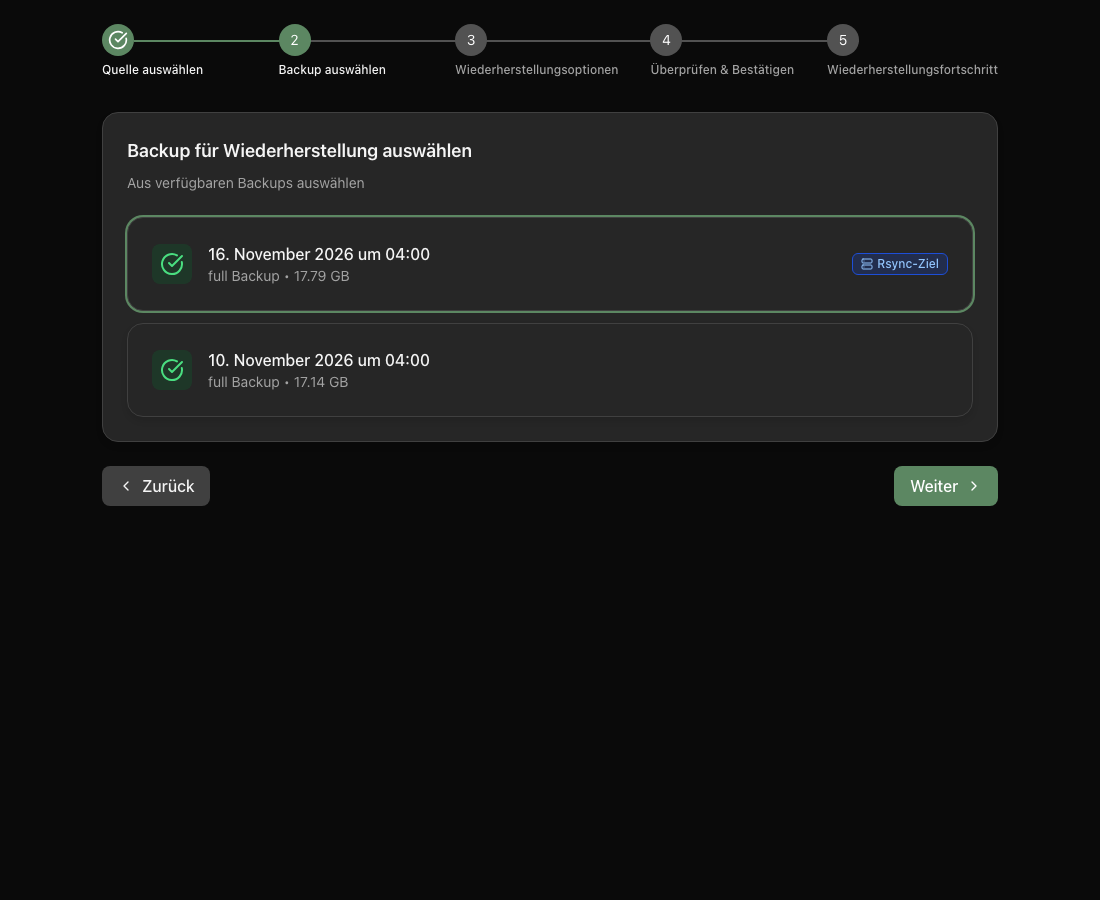 2
3
4
5
Quelle auswählen
Backup auswählen
Wiederherstellungsoptionen
Überprüfen & Bestätigen
Wiederherstellungsfortschritt
Backup für Wiederherstellung auswählen
Aus verfügbaren Backups auswählen
16. November 2026 um 04:00
full Backup • 17.79 GB
Rsync-Ziel
10. November 2026 um 04:00
full Backup • 17.14 GB
Zurück
Weiter